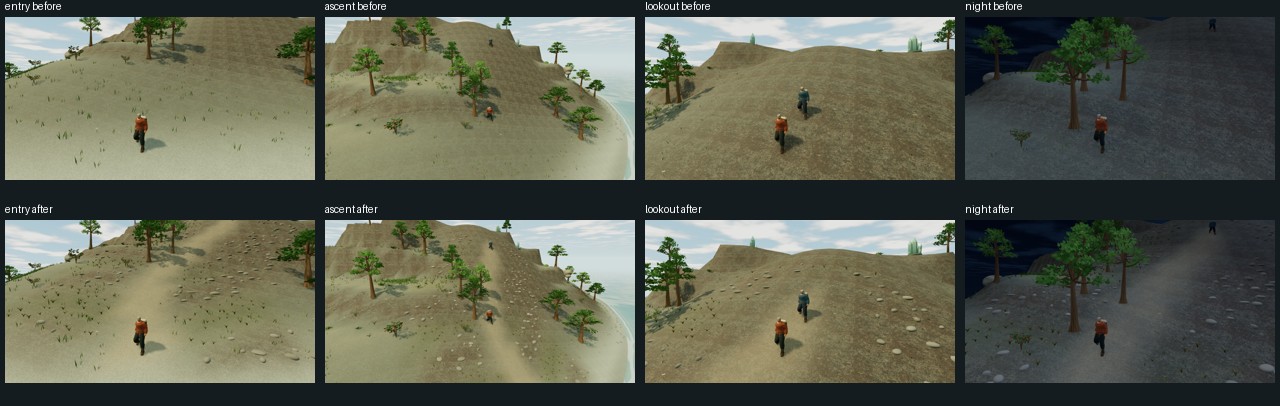 entry before
ascent before
lookout before
night before
entry after
ascent after
lookout after
night after